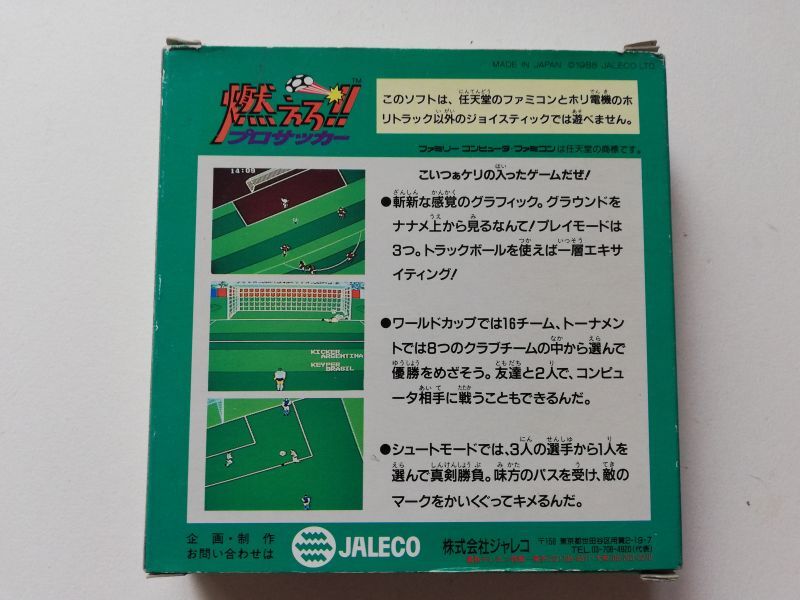 MADE IN JAPAN ©1988 JALECO LTD.
燃えろ!!
TM
プロサッカー
このソフトは、任天堂のファミコンとホリ電機のホ
リトラック以外のジョイスティックでは遊べません。
ファミリーコンピュータ・ファミコンは任天堂の商標です。
こいつぁケリの入ったゲームだぜ!
●斬新な感覚のグラフィック。グラウンドを
ナナメ上から見るなんて!プレイモードは
3つ。トラックボールを使えば一層エキサ
イティング!
14:09
●ワールドカップでは16チーム、トーナメン
トでは8つのクラブチームの中から選んで
優勝をめざそう。友達と2人で、コンピュ
ータ相手に戦うこともできるんだ。
KICKER
ARGENTINA
KEYPER
BRASIL
●シュートモードでは、3人の選手から1人を
選んで真剣勝負。味方のパスを受け、敵の
マークをかいくぐってキメるんだ。
企画・制作
お問い合わせは
JALECO
株式会社ジャレコ
〒158 東京都世田谷区用賀2-19-7